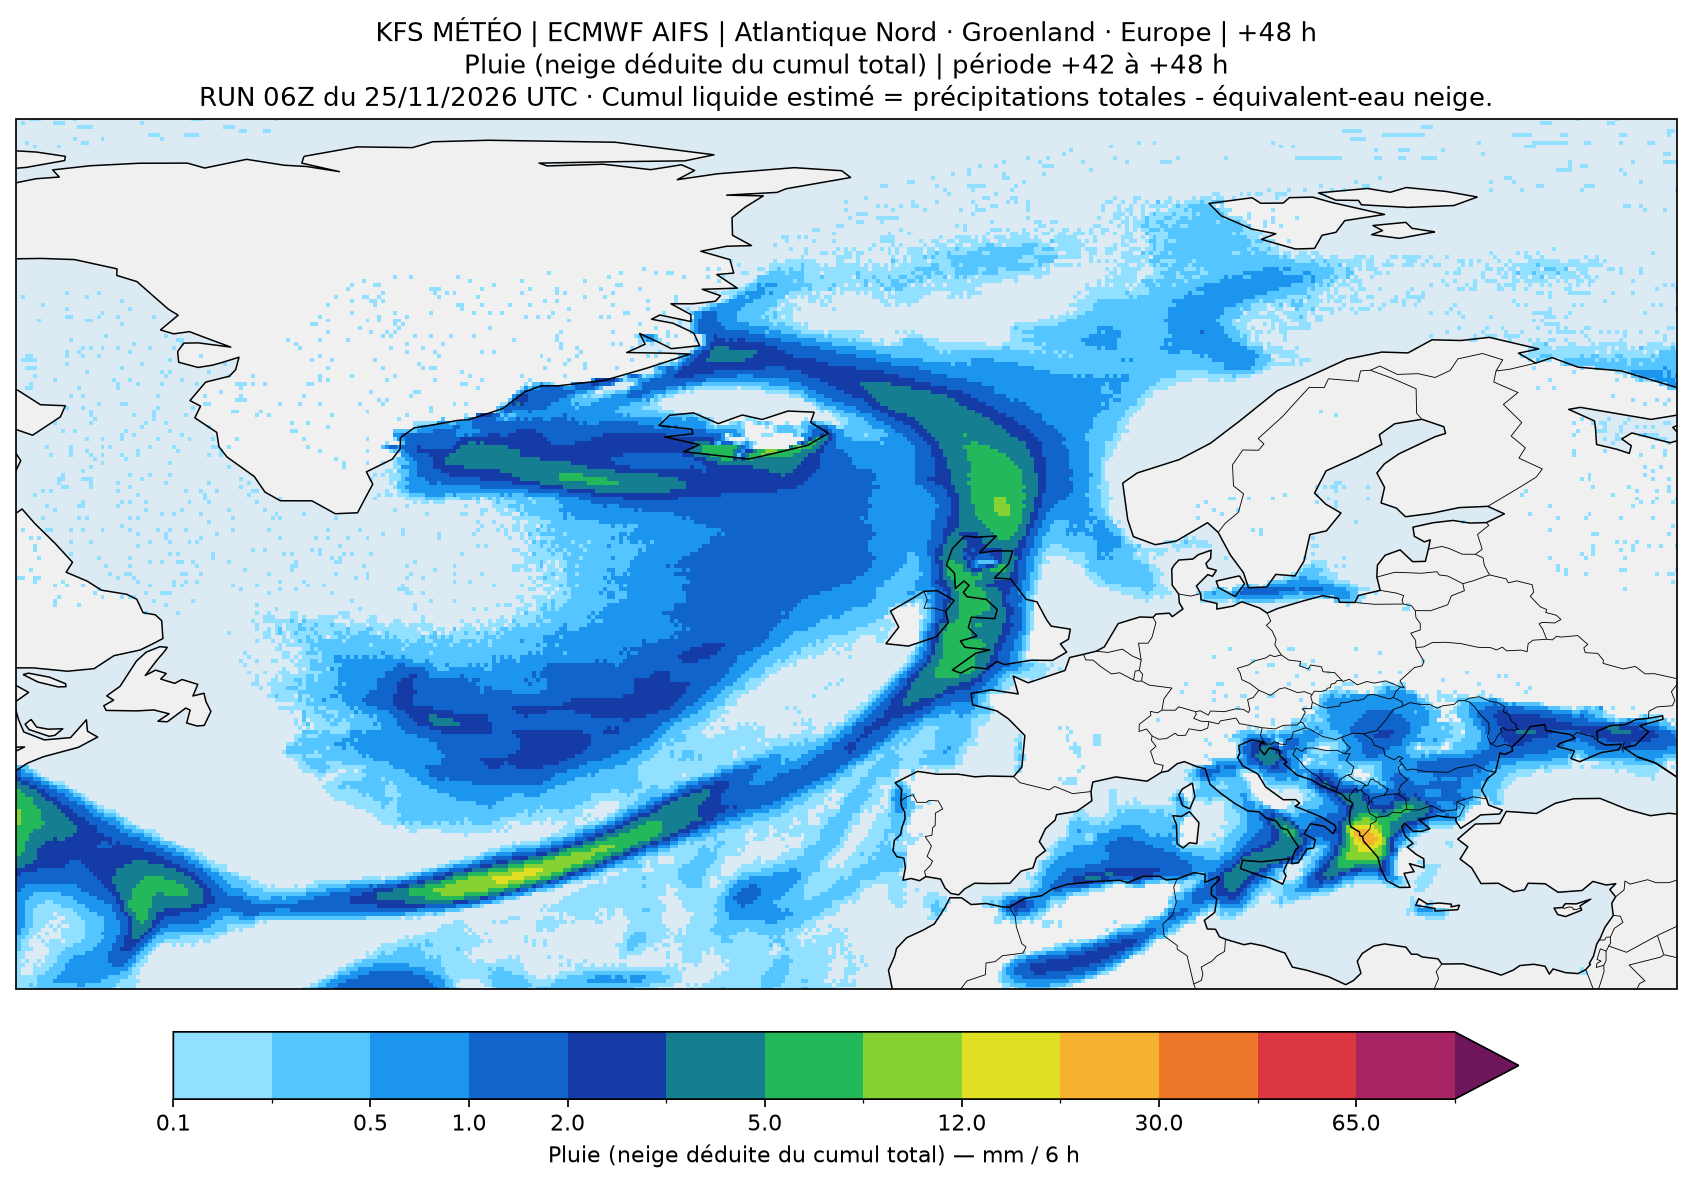 KFS MÉTÉO | ECMWF AIFS | Atlantique Nord · Groenland · Europe | +48 h
Pluie (neige déduite du cumul total) | période +42 à +48 h
RUN 06Z du 25/11/2026 UTC · Cumul liquide estimé = précipitations totales - équivalent-eau neige.
0.1 0.5 1.0 2.0 5.0 12.0 30.0 65.0
Pluie (neige déduite du cumul total) — mm / 6 h